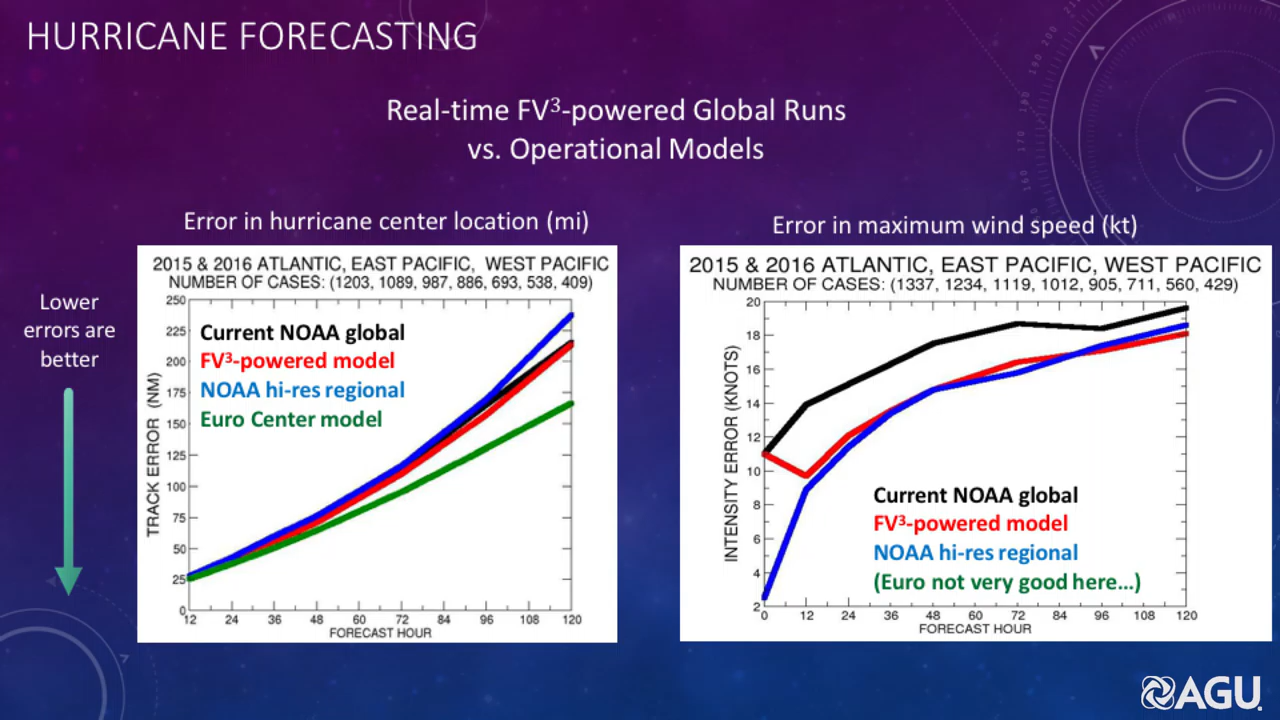 HURRICANE FORECASTING
Real-time FV³-powered Global Runs
vs. Operational Models
Error in hurricane center location (mi)
Error in maximum wind speed (kt)
Lower
errors are
better
2015 & 2016 ATLANTIC, EAST PACIFIC, WEST PACIFIC
NUMBER OF CASES: (1203, 1089, 987, 886, 693, 538, 409)
250
225
200
175
150
125
100
75
50
25
0
TRACK ERROR (NM)
Current NOAA global
FV³-powered model
NOAA hi-res regional
Euro Center model
12 24 36 48 60 72 84 96 108 120
FORECAST HOUR
2015 & 2016 ATLANTIC, EAST PACIFIC, WEST PACIFIC
NUMBER OF CASES: (1337, 1234, 1119, 1012, 905, 711, 560, 429)
20
18
16
14
12
10
8
6
4
2
INTENSITY ERROR (KNOTS)
Current NOAA global
FV³-powered model
NOAA hi-res regional
(Euro not very good here...)
0 12 24 36 48 72 84 96 108 120
FORECAST HOUR
AGU